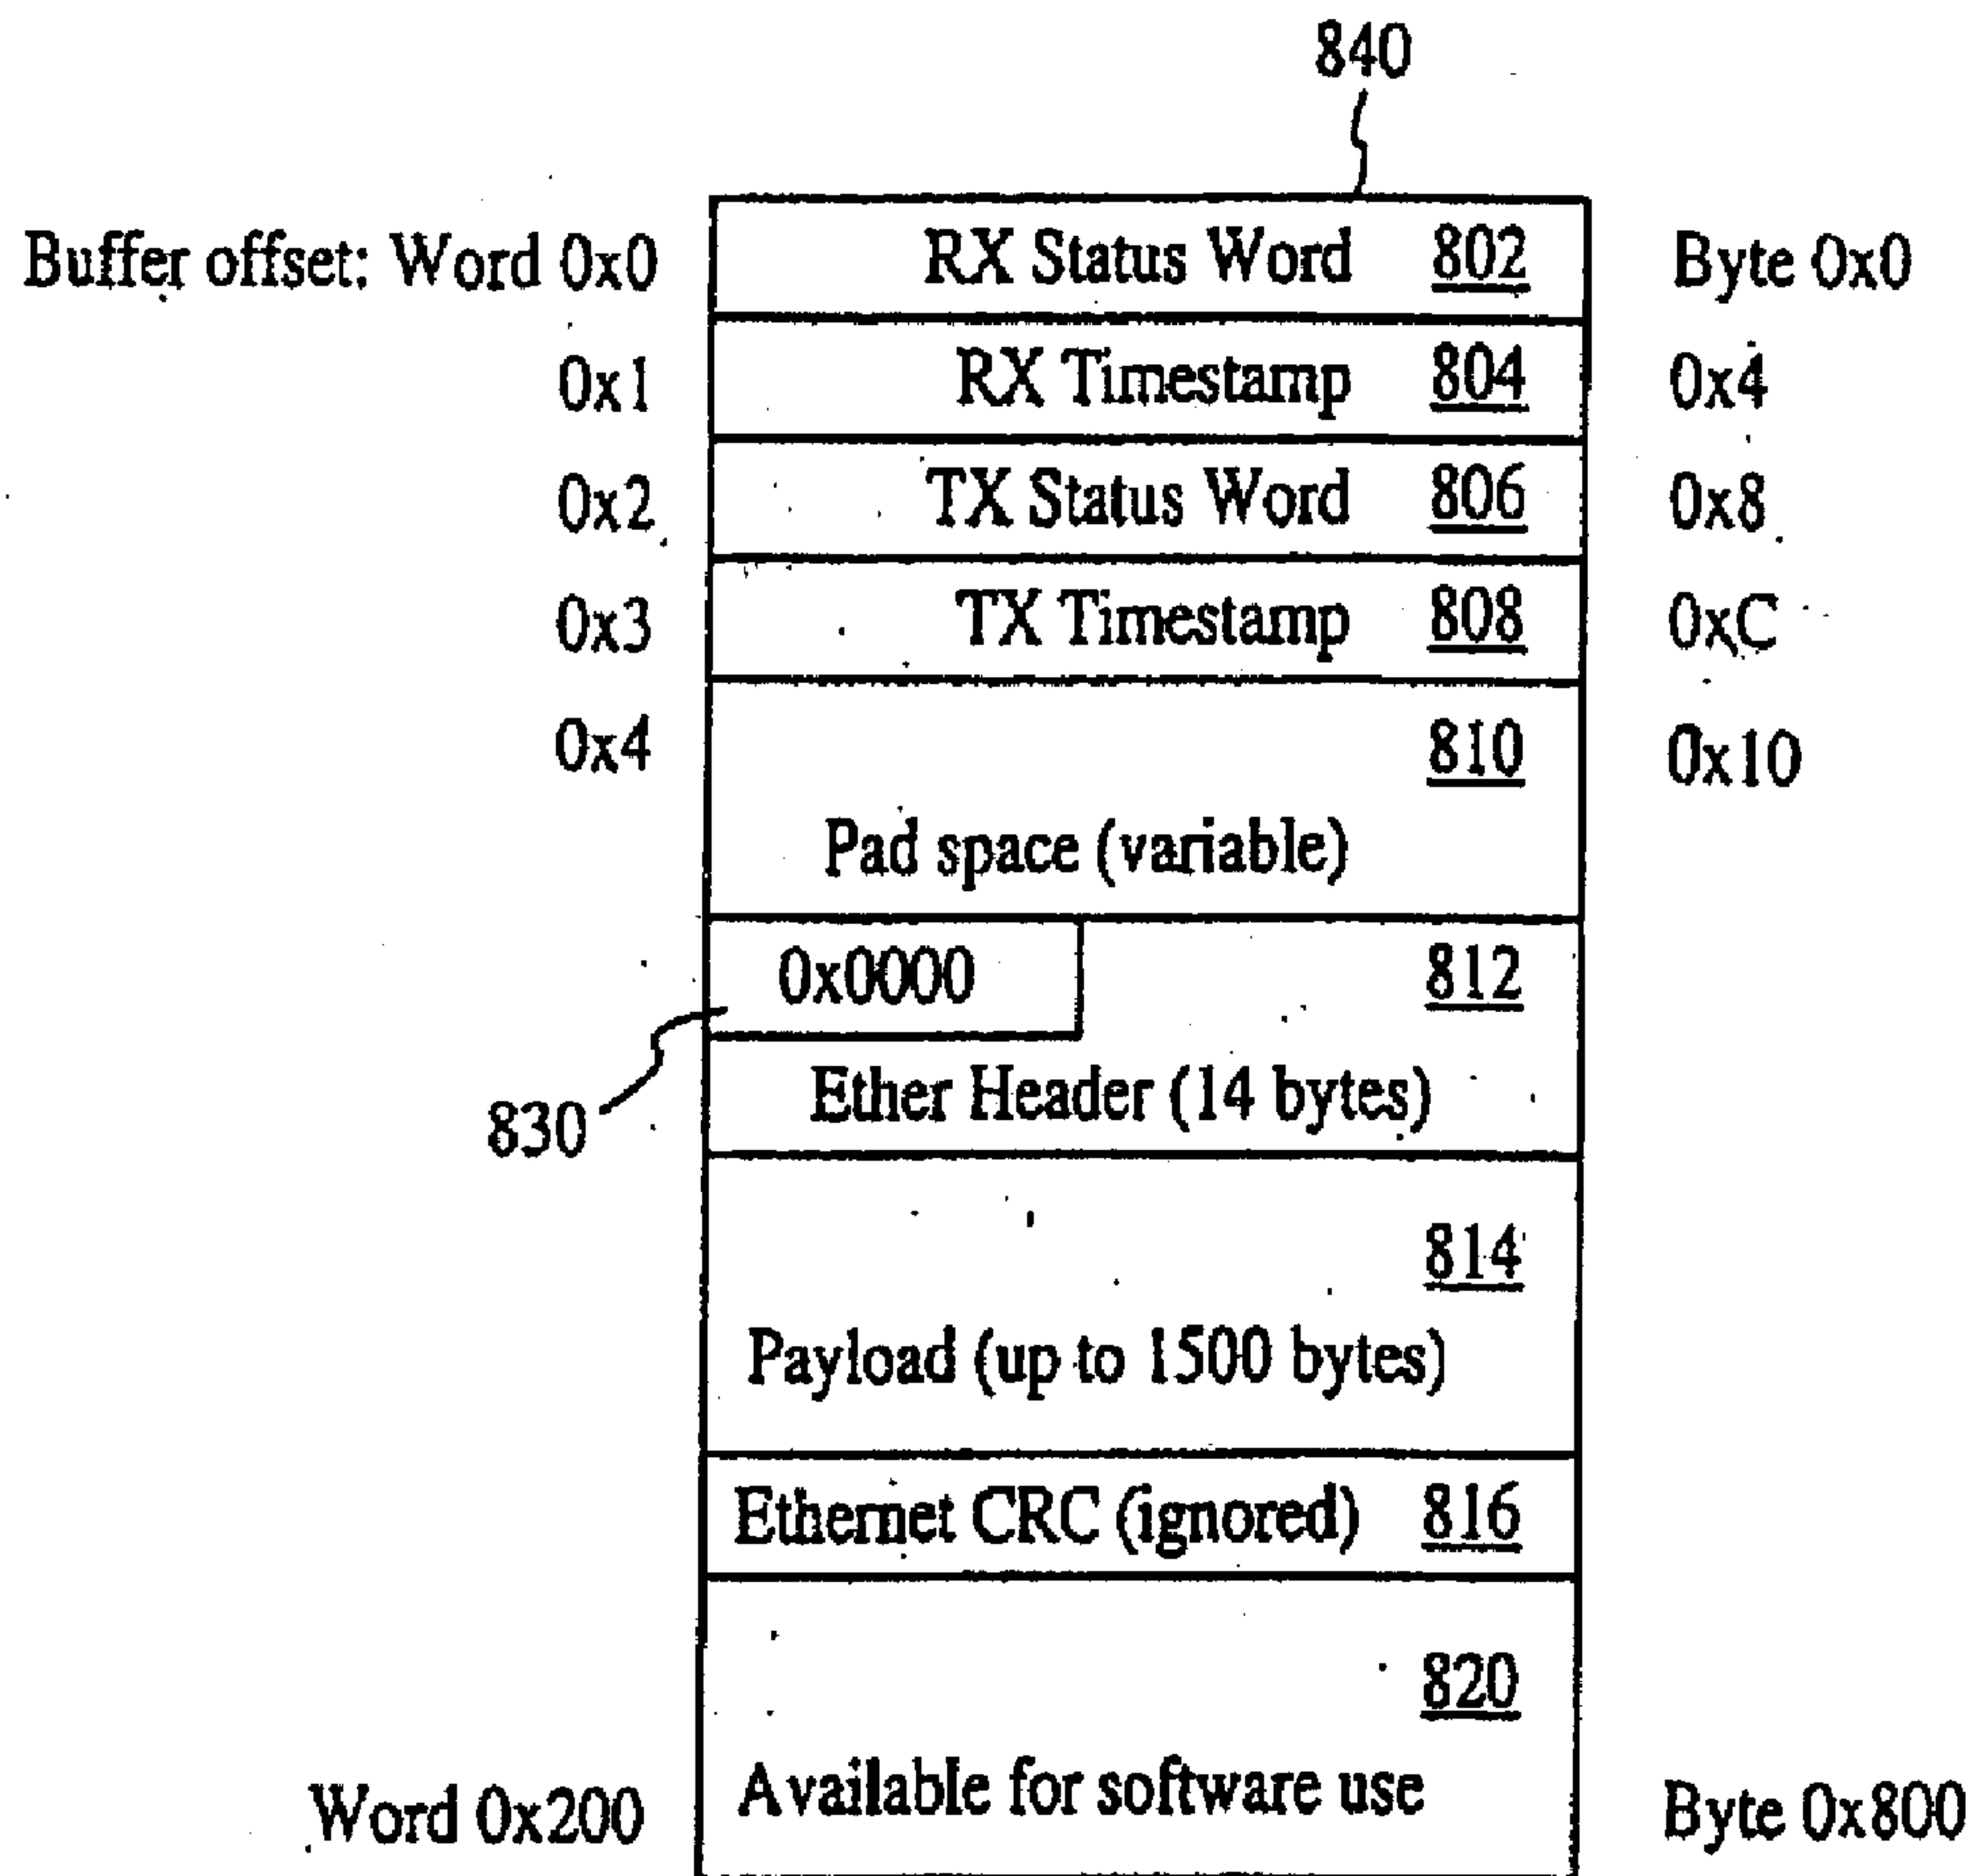 840
Buffer offset: Word 0x0 RX Status Word 802 Byte 0x0
0x1 RX Timestamp 804 0x4
0x2 TX Status Word 806 0x8
0x3 TX Timestamp 808 0xC
0x4 810 0x10
Pad space (variable)
0x0000 812
Ether Header (14 bytes)
830
814
Payload (up to 1500 bytes)
Ethernet CRC (ignored) 816
820
Available for software use
Word 0x200 Byte 0x800